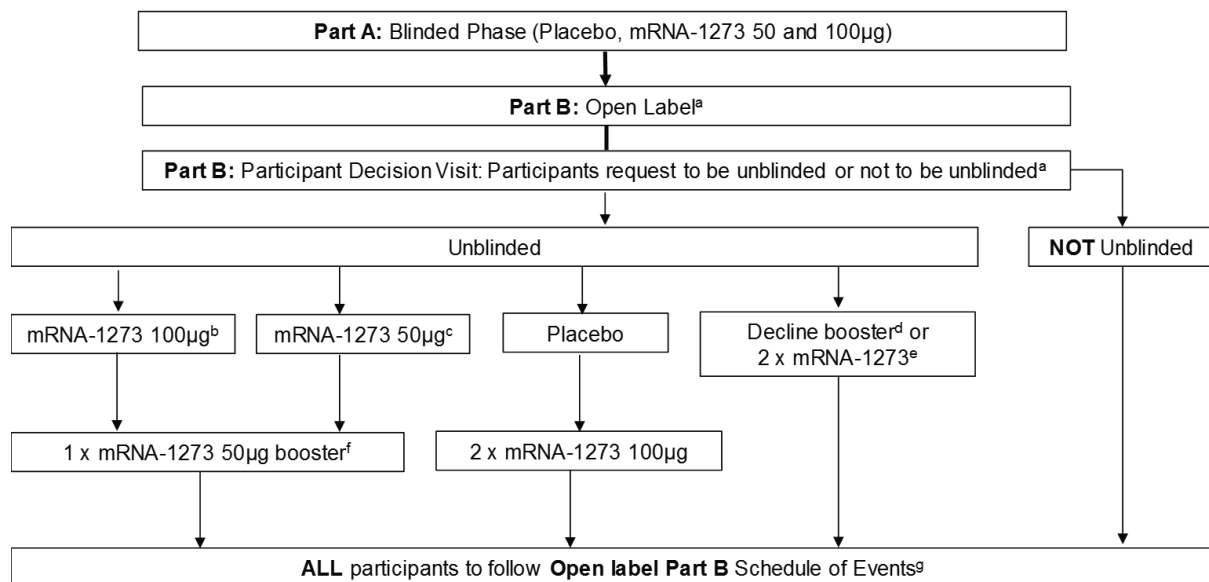 Part A: Blinded Phase (Placebo, mRNA-1273 50 and 100µg)
Part B: Open Labelᵃ
Part B: Participant Decision Visit: Participants request to be unblinded or not to be unblindedᵃ
Unblinded
NOT Unblinded
mRNA-1273 100µgᵇ
mRNA-1273 50µgᶜ
Placebo
Decline boosterᵈ or
2 x mRNA-1273ᵉ
1 x mRNA-1273 50µg boosterᶠ
2 x mRNA-1273 100µg
ALL participants to follow Open label Part B Schedule of Eventsᵍ